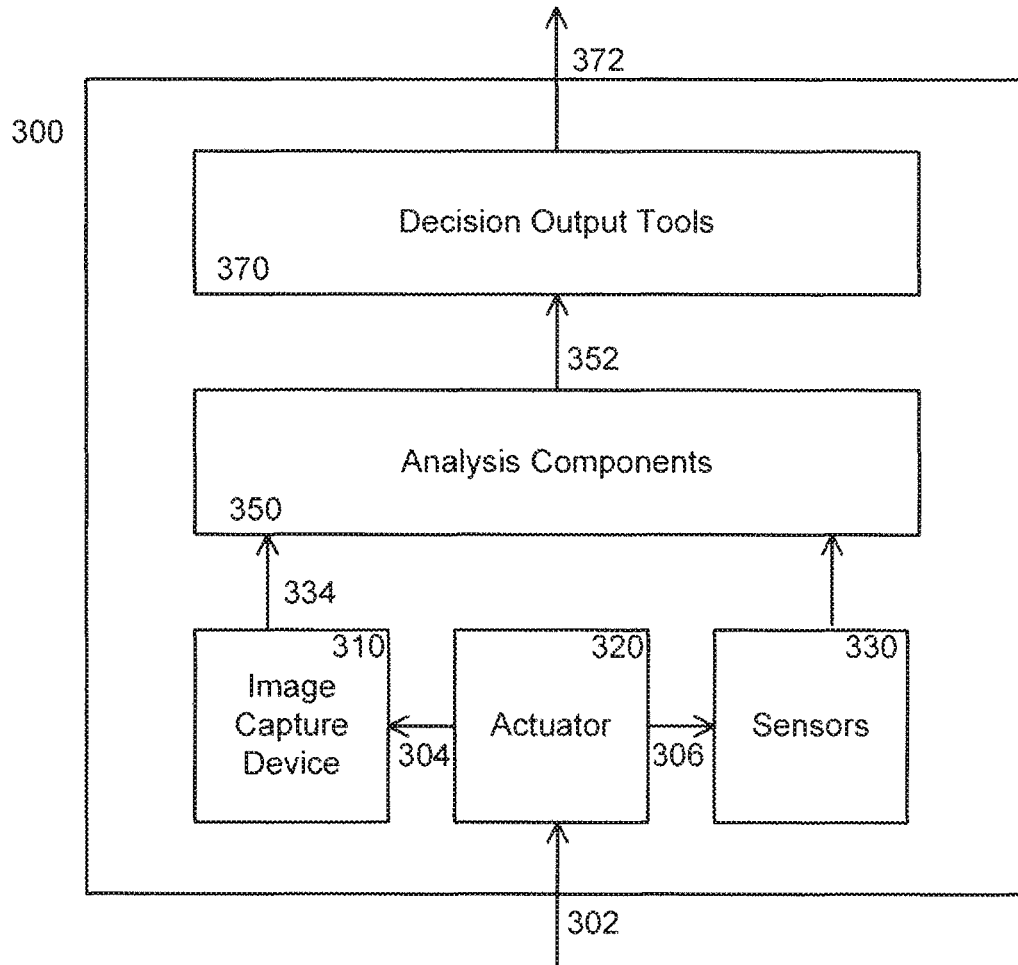 372
300
Decision Output Tools
370
352
Analysis Components
350
334
310
Image
Capture
Device
304
320
Actuator
306
330
Sensors
302